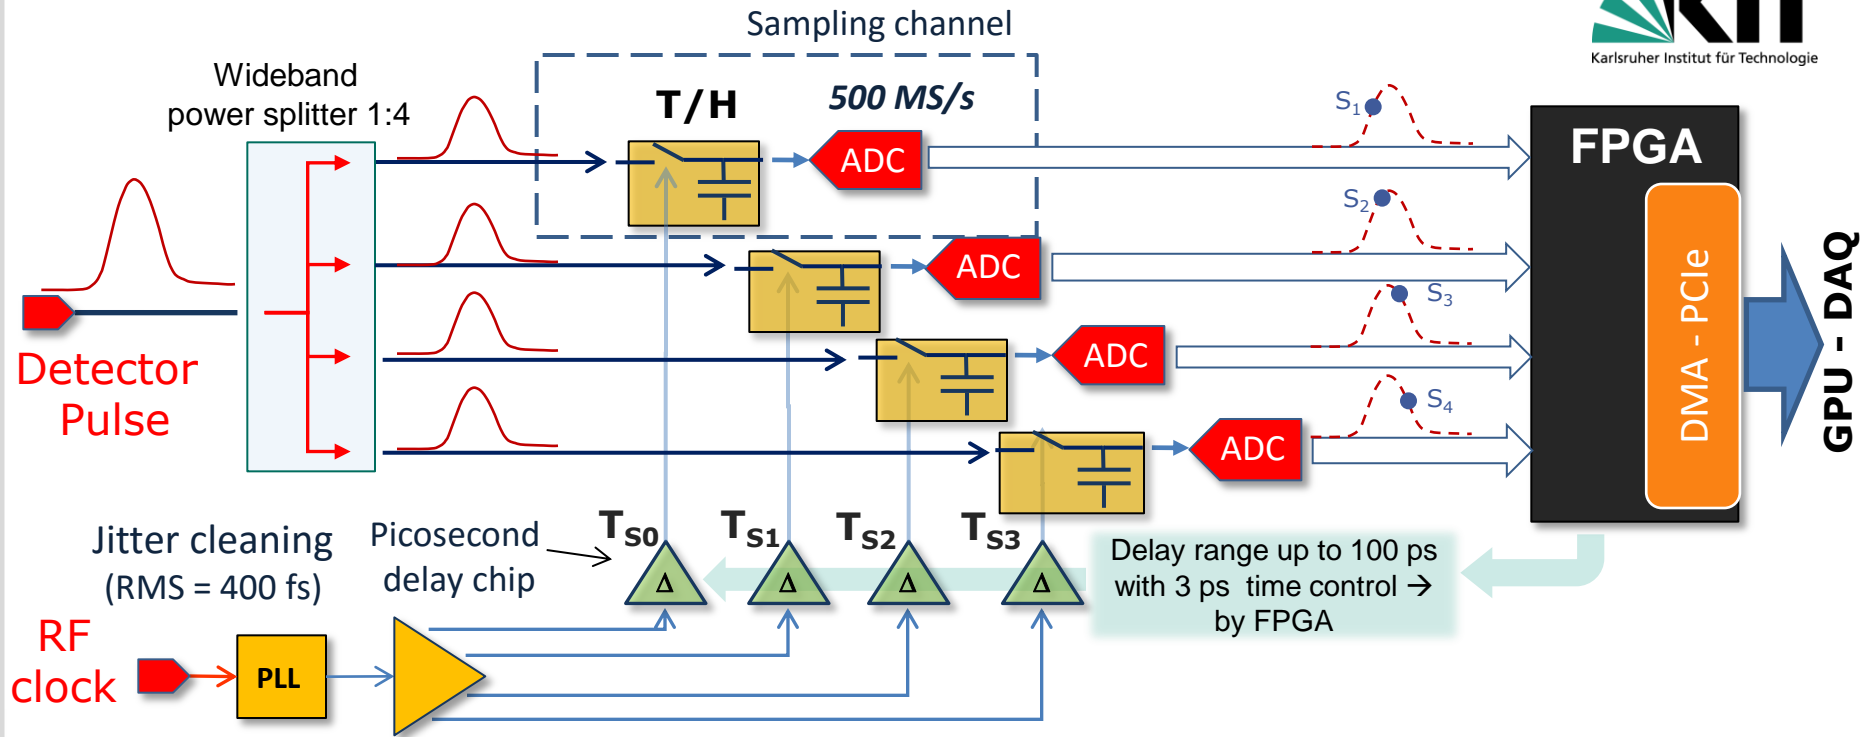 Sampling channel
KIT
Karlsruher Institut für Technologie
Wideband
power splitter 1:4
T/H
500 MS/s
ADC
S1
FPGA
ADC
S2
ADC
S3
ADC
S4
DMA - PCIe
GPU - DAQ
Detector
Pulse
TS0
TS1
TS2
TS3
Jitter cleaning
(RMS = 400 fs)
Picosecond
delay chip
Δ
Δ
Δ
Δ
Delay range up to 100 ps
with 3 ps time control →
by FPGA
RF
clock
PLL